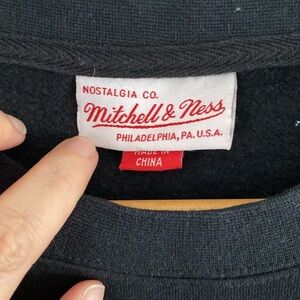 NOSTALGIA CO.
Mitchell & Ness
PHILADELPHIA, PA. U.S.A.
MADE IN
CHINA